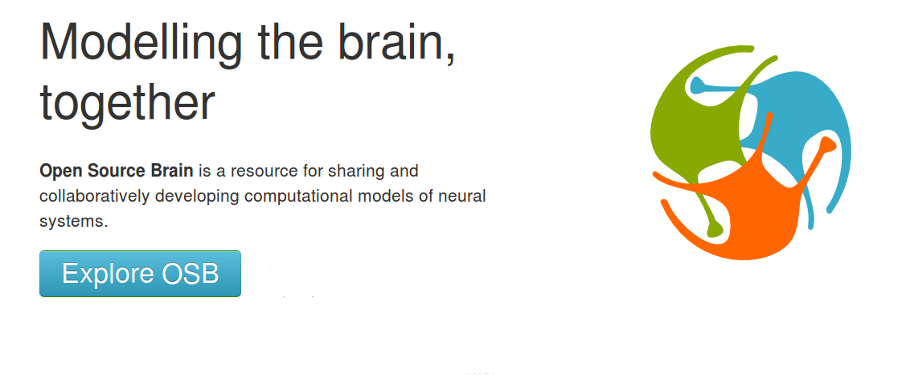 Modelling the brain,
together
Open Source Brain is a resource for sharing and
collaboratively developing computational models of neural
systems.
Explore OSB